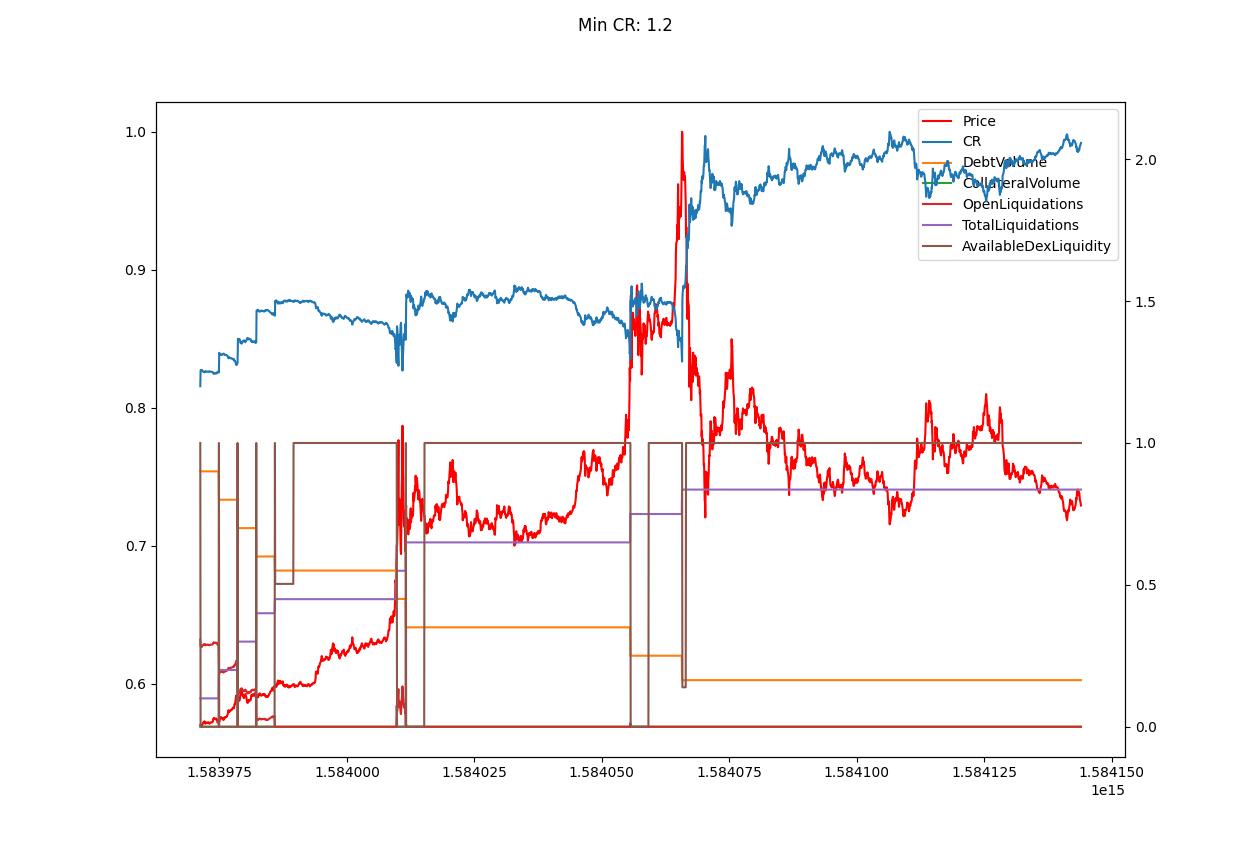 Min CR: 1.2
Price
CR
DebtVolume
CollateralVolume
OpenLiquidations
TotalLiquidations
AvailableDexLiquidity
1.0
0.9
0.8
0.7
0.6
2.0
1.5
1.0
0.5
0.0
1.583975 1.584000 1.584025 1.584050 1.584075 1.584100 1.584125 1.584150
1e15